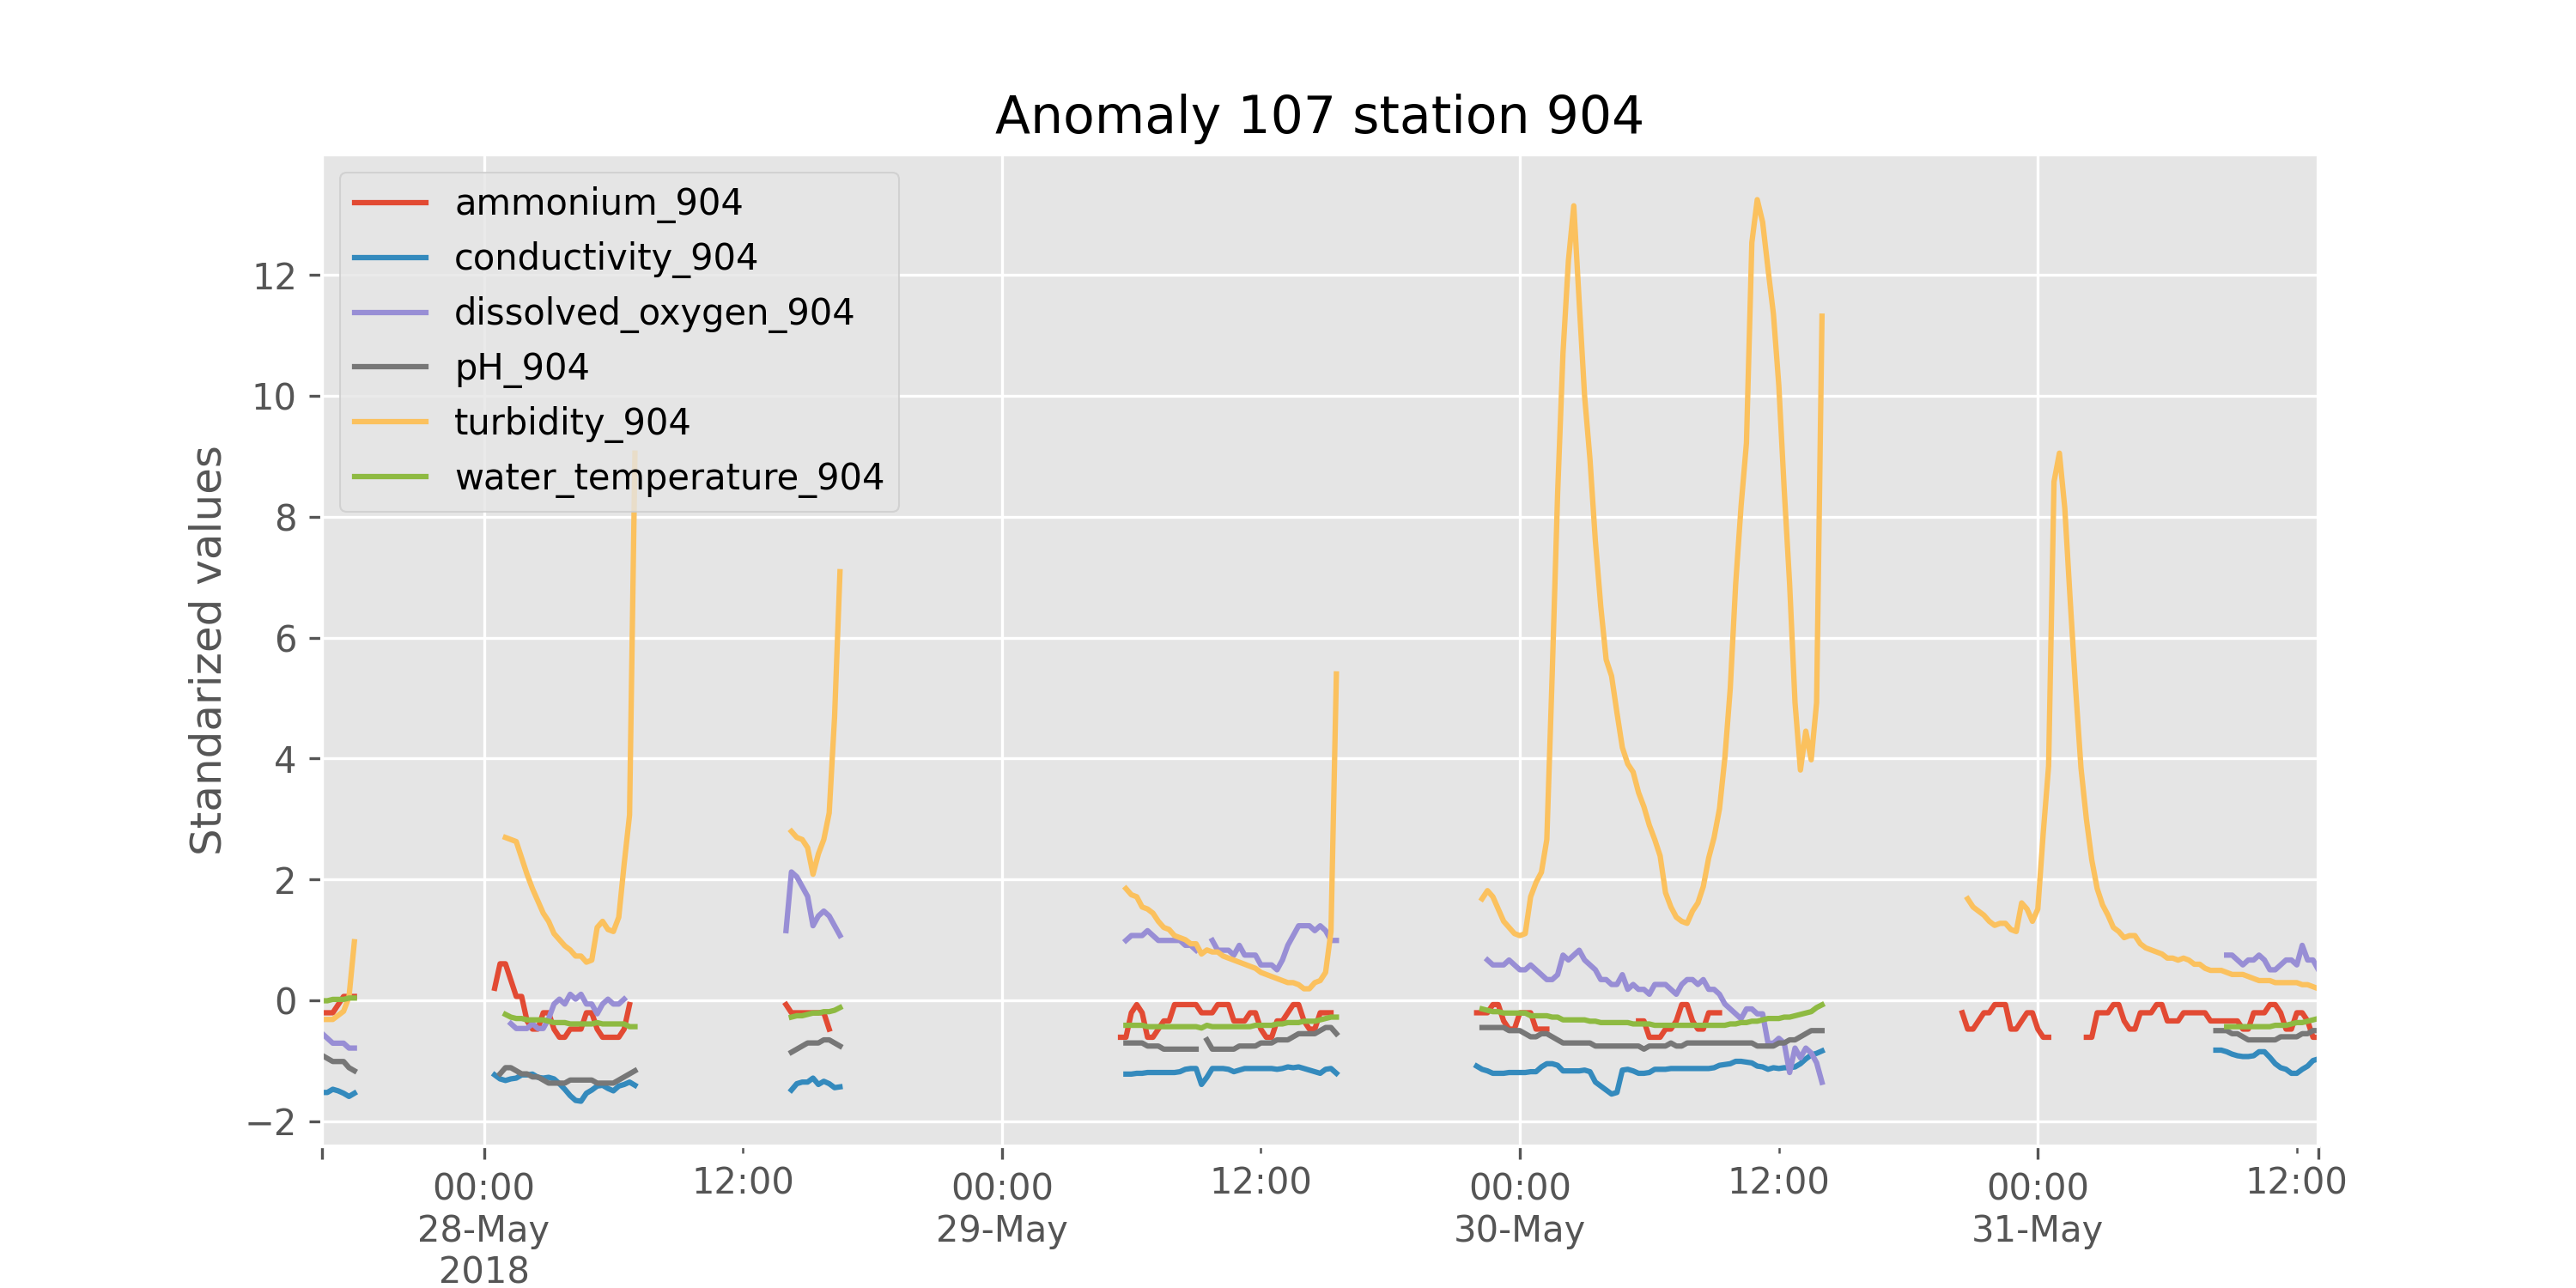 Anomaly 107 station 904
ammonium_904
conductivity_904
dissolved_oxygen_904
pH_904
turbidity_904
water_temperature_904
Standarized values
12
10
8
6
4
2
0
−2
00:00 12:00 00:00 12:00 00:00 12:00 00:00 12:00
28-May 29-May 30-May 31-May
2018